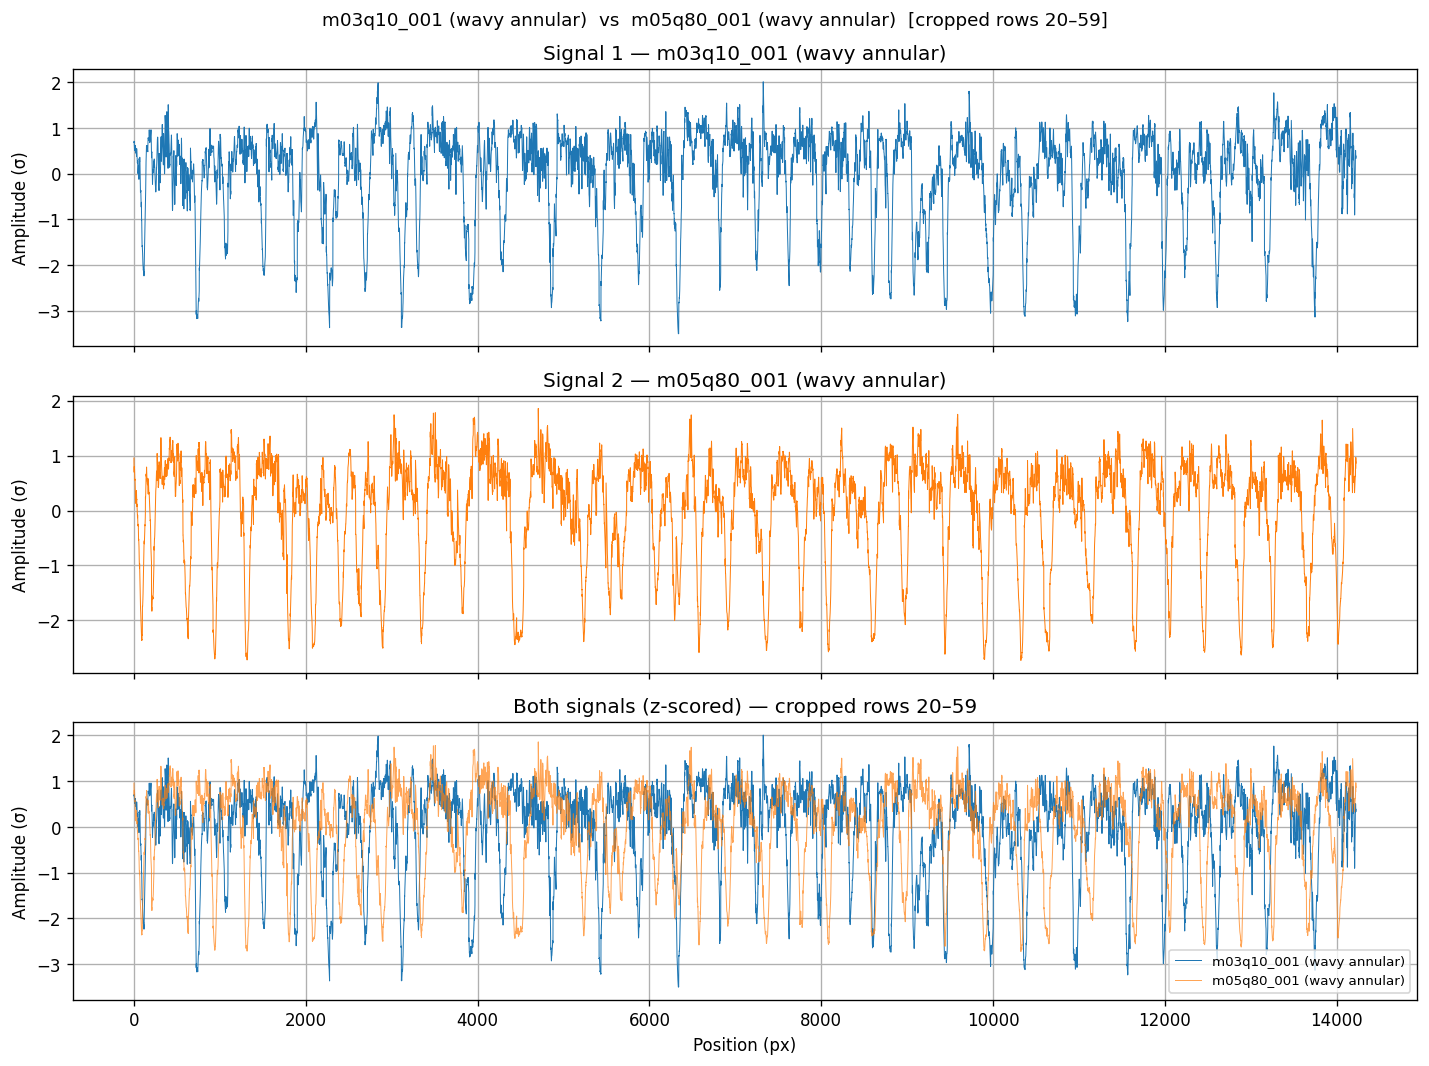 m03q10_001 (wavy annular)  vs  m05q80_001 (wavy annular)  [cropped rows 20–59]
Signal 1 — m03q10_001 (wavy annular)
2
1
0
−1
−2
−3
Amplitude (σ)
Signal 2 — m05q80_001 (wavy annular)
2
1
0
−1
−2
Amplitude (σ)
Both signals (z-scored) — cropped rows 20–59
2
1
0
−1
−2
−3
Amplitude (σ)
m03q10_001 (wavy annular)
m05q80_001 (wavy annular)
0 2000 4000 6000 8000 10000 12000 14000
Position (px)